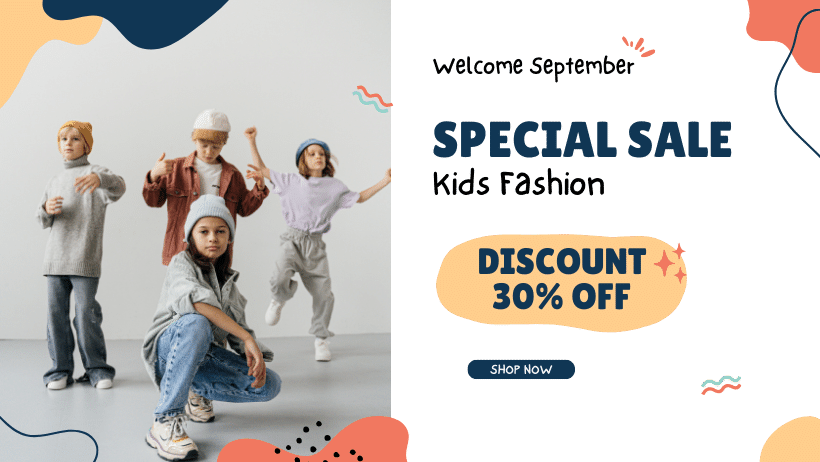 Welcome September
SPECIAL SALE
Kids Fashion
DISCOUNT
30% OFF
SHOP NOW